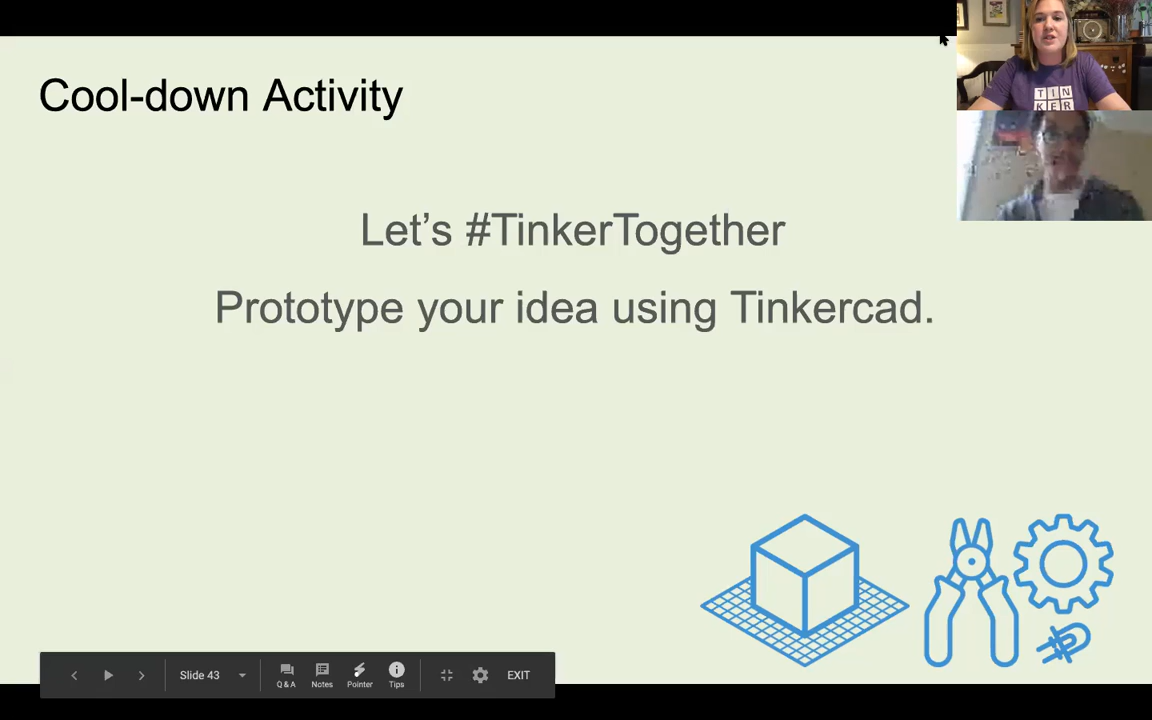 Cool-down Activity
TIN
KER
Let's #TinkerTogether
Prototype your idea using Tinkercad.
Slide 43
Q & A
Notes
Pointer
Tips
EXIT